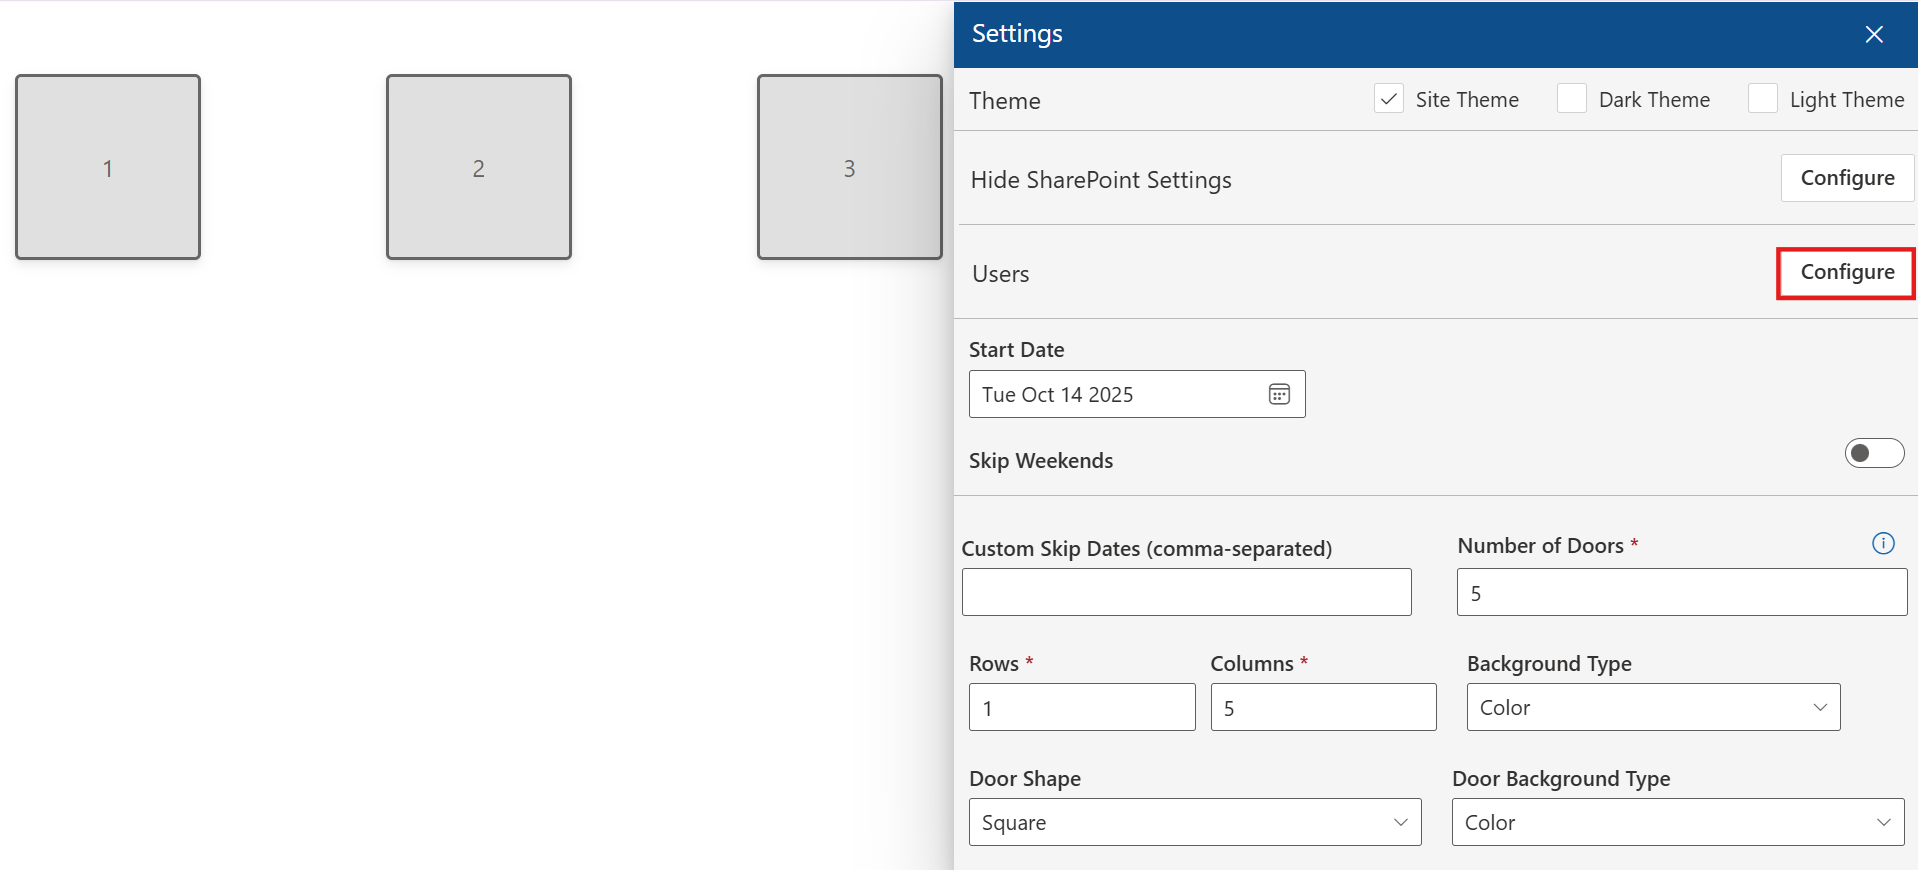 Settings
1
2
3
Theme
Site Theme
Dark Theme
Light Theme
Hide SharePoint Settings
Configure
Users
Configure
Start Date
Tue Oct 14 2025
Skip Weekends
Custom Skip Dates (comma-separated)
Number of Doors *
5
Rows *
Columns *
Background Type
1
5
Color
Door Shape
Door Background Type
Square
Color